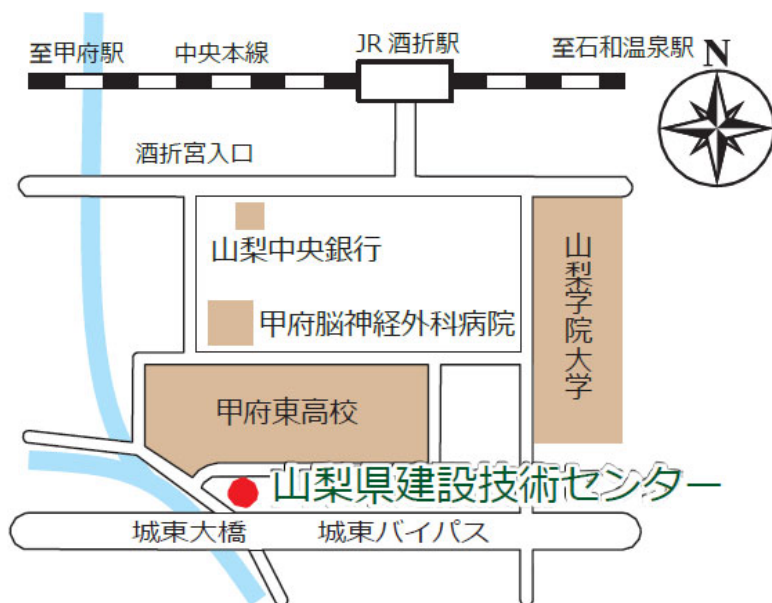 至甲府駅
中央本線
JR 酒折駅
至石和温泉駅
N
酒折宮入口
山梨中央銀行
甲府脳神経外科病院
山梨学院大学
甲府東高校
山梨県建設技術センター
城東大橋
城東バイパス